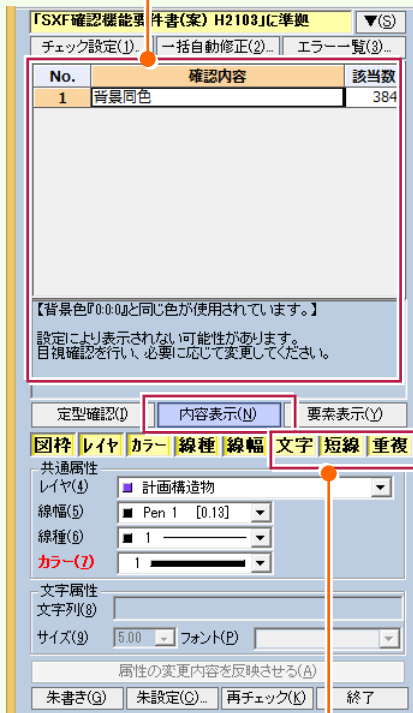 「SXF確認機能要件書(案) H2103」に準拠 ▼(S)
チェック設定(1)... 一括自動修正(2)... エラー一覧(3)...
No. 確認内容 該当数
1 背景同色 384
【背景色『0:0:0』と同じ色が使用されています。】
設定により表示されない可能性があります。
目視確認を行い、必要に応じて変更してください。
定型確認(I) 内容表示(N) 要素表示(Y)
図枠 レイヤ カラー 線種 線幅 文字 短線 重複
共通属性
レイヤ(4) 計画構造物
線幅(5) Pen 1 [0.13]
線種(6) 1
カラー(7) 1
文字属性
文字列(8)
サイズ(9) 5.00 フォント(P)
属性の変更内容を反映させる(A)
朱書き(G) 朱設定(C)... 再チェック(K) 終了